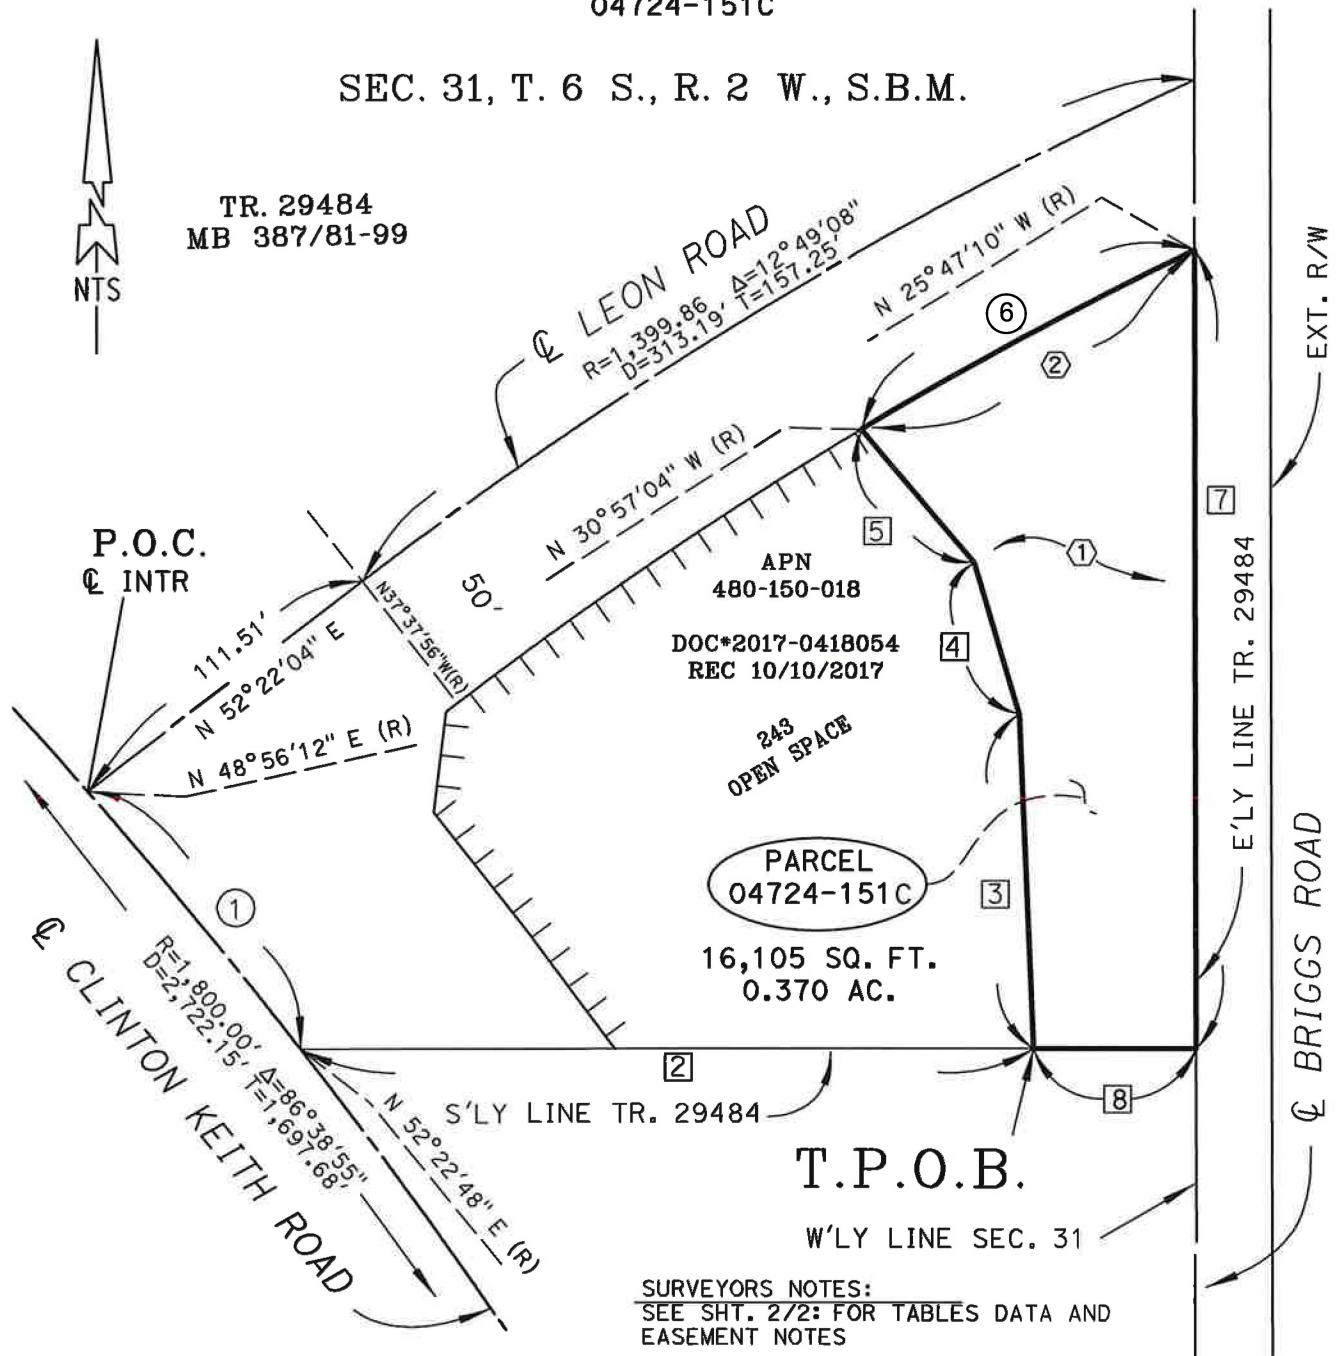 04724-151C
SEC. 31, T. 6 S., R. 2 W., S.B.M.
TR. 29484
MB 387/81-99
NTS
℄ LEON ROAD
R=1,399.86' Δ=12°49'08"
D=313.19' T=157.25'
N 25°47'10" W (R)
6
2
EXT. R/W
N 30°57'04" W (R)
7
5
1
P.O.C.
℄ INTR
50'
APN
480-150-018
N37°37'56"W(R)
111.51'
N 52°22'04" E
DOC#2017-0418054
REC 10/10/2017
4
E'LY LINE TR. 29484
243
OPEN SPACE
N 48°56'12" E (R)
PARCEL
04724-151C
3
1
16,105 SQ. FT.
0.370 AC.
℄ CLINTON KEITH ROAD
R=1,800.00' Δ=86°38'55"
D=2,722.15' T=1,697.68'
℄ BRIGGS ROAD
2
S'LY LINE TR. 29484
8
N 52°22'48" E (R)
T.P.O.B.
W'LY LINE SEC. 31
SURVEYORS NOTES:
SEE SHT. 2/2: FOR TABLES DATA AND
EASEMENT NOTES